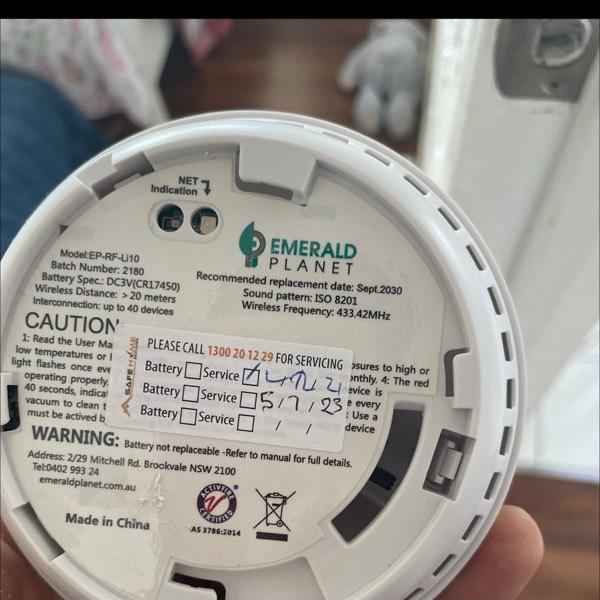 NET
Indication
EMERALD
PLANET
Model:EP-RF-Li10
Batch Number: 2180
Battery Spec.: DC3V(CR17450)
Wireless Distance: > 20 meters
Interconnection: up to 40 devices
Recommended replacement date: Sept.2030
Sound pattern: ISO 8201
Wireless Frequency: 433.42MHz
CAUTION
1: Read the User Ma
low temperatures or
light flashes once eve
operating properly.
40 seconds, indicat
vacuum to clean t
must be actived b
osures to high or
onthly. 4: The red
evice is
e every
: Use a
device
SAFE HOME
PLEASE CALL 1300 20 12 29 FOR SERVICING
Battery Service
Battery Service 5/7/23
Battery Service / /
WARNING: Battery not replaceable -Refer to manual for full details.
Address: 2/29 Mitchell Rd. Brookvale NSW 2100
Tel:0402 993 24
emeraldplanet.com.au
Made in China
ACTIVFIRE
CERTIFIED
AS 3786:2014